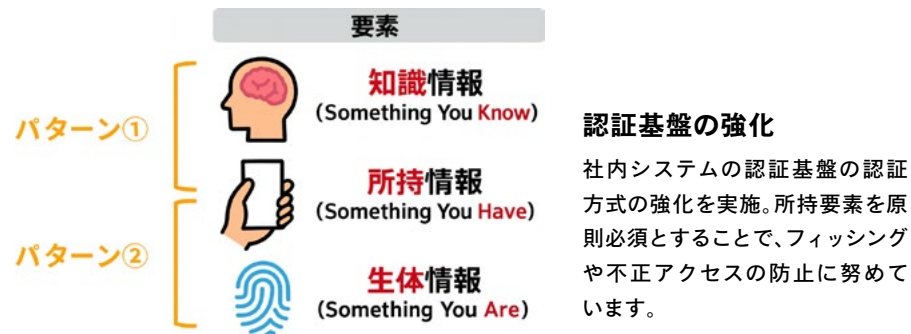 要素
パターン①
知識情報
(Something You Know)
所持情報
(Something You Have)
パターン②
生体情報
(Something You Are)
認証基盤の強化
社内システムの認証基盤の認証
方式の強化を実施。所持要素を原
則必須とすることで、フィッシング
や不正アクセスの防止に努めて
います。